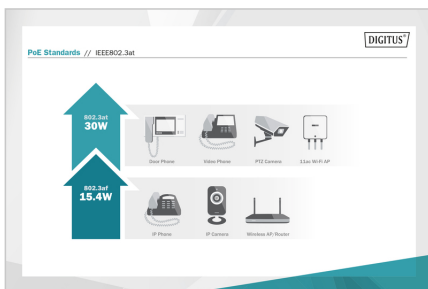 DIGITUS®
PoE Standards // IEEE802.3at
802.3at
30W
Door Phone Video Phone PTZ Camera 11ac Wi-Fi AP
802.3af
15.4W
IP Phone IP Camera Wireless AP/Router